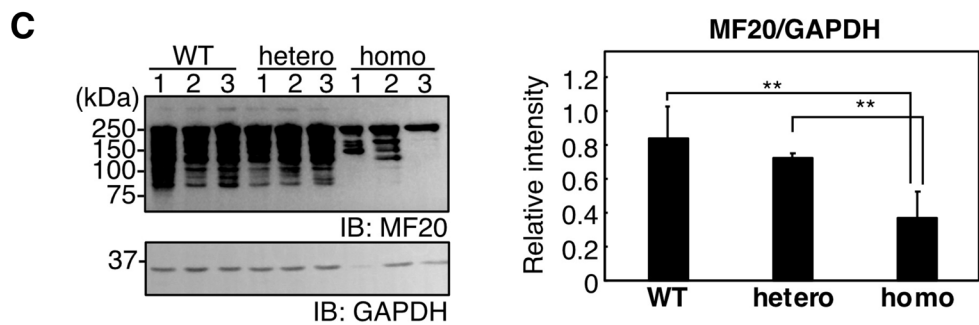 C
WT hetero homo
1 2 3 1 2 3 1 2 3
(kDa)
250-
150-
100-
75-
IB: MF20
37-
IB: GAPDH
MF20/GAPDH
Relative intensity
1.2
1.0
0.8
0.6
0.4
0.2
0
**
**
WT hetero homo